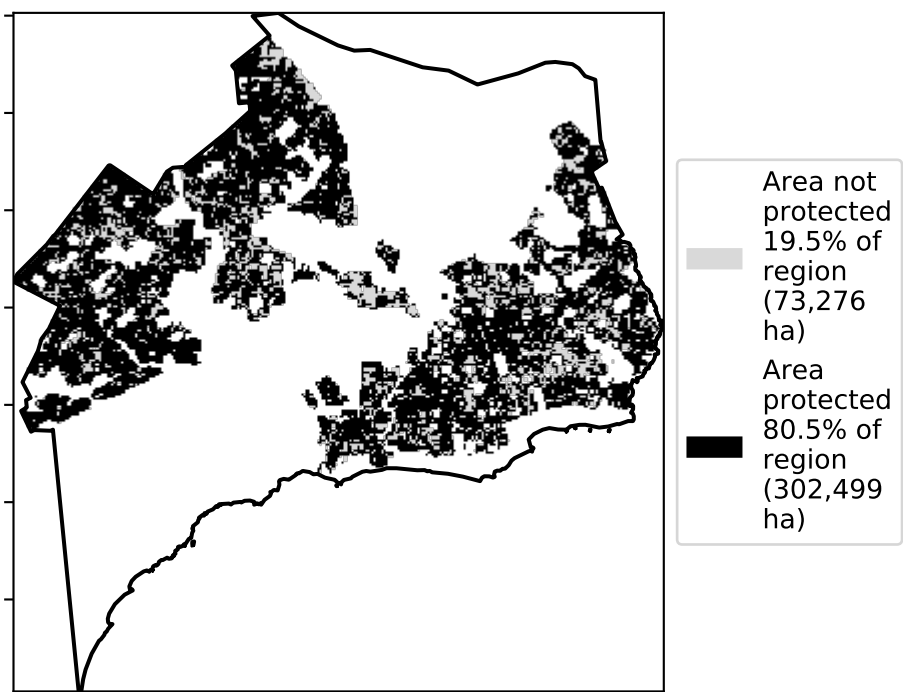 Area not
protected
19.5% of
region
(73,276
ha)
Area
protected
80.5% of
region
(302,499
ha)